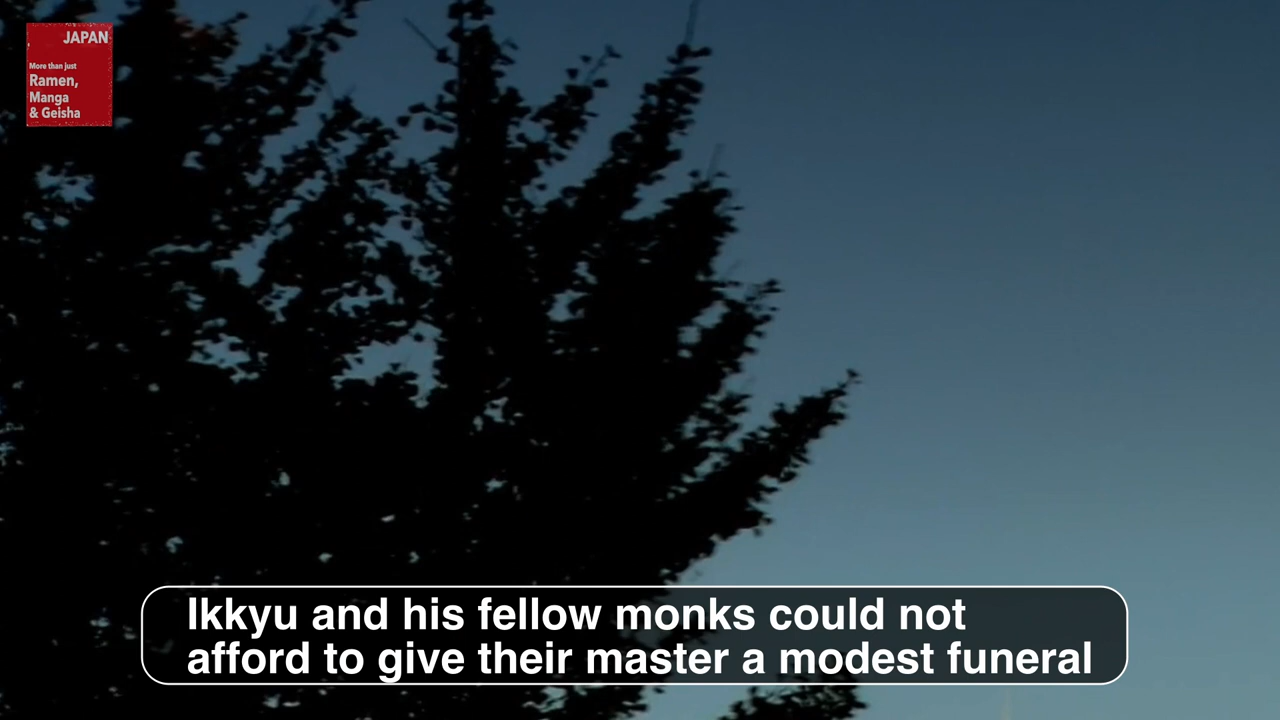 JAPAN
More than just
Ramen,
Manga
& Geisha
Ikkyu and his fellow monks could not
afford to give their master a modest funeral